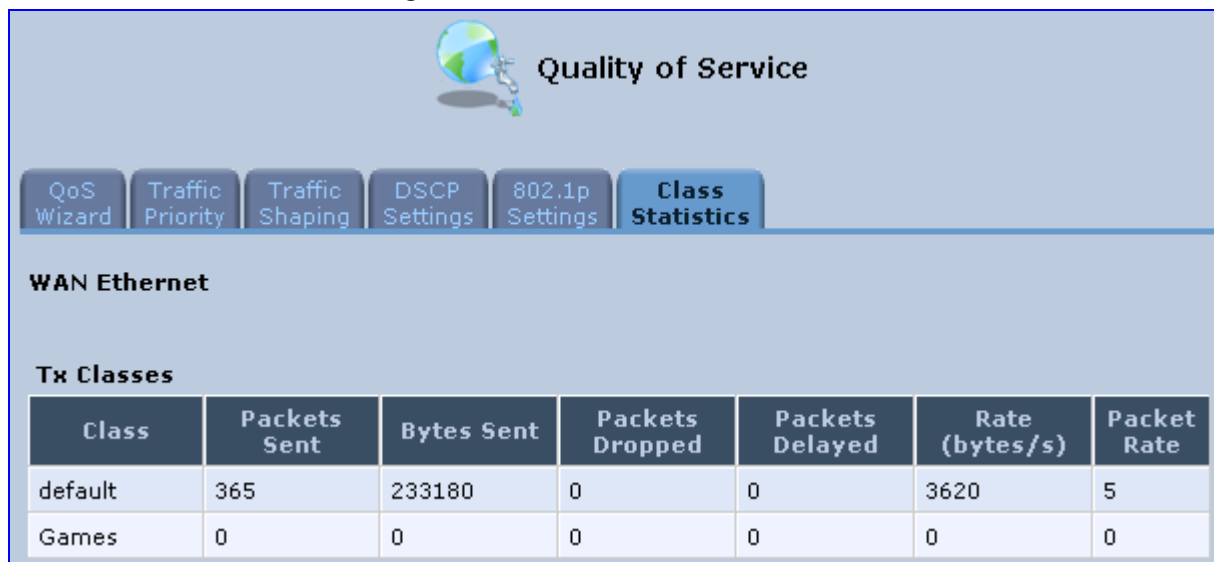 Quality of Service
QoS Wizard Traffic Priority Traffic Shaping DSCP Settings 802.1p Settings Class Statistics
WAN Ethernet
Tx Classes
Class Packets Sent Bytes Sent Packets Dropped Packets Delayed Rate (bytes/s) Packet Rate
default 365 233180 0 0 3620 5
Games 0 0 0 0 0 0